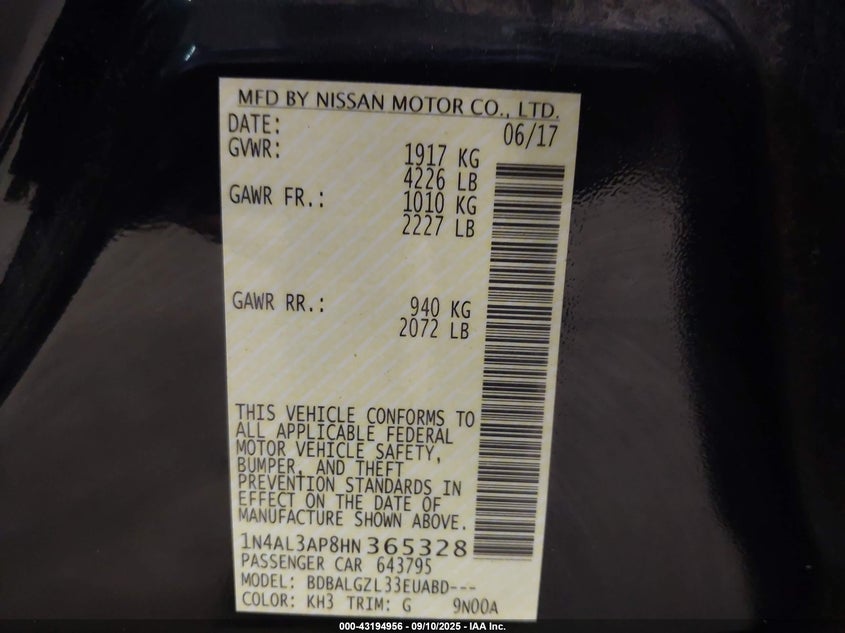 MFD BY NISSAN MOTOR CO., LTD.
DATE: 06/17
GVWR: 1917 KG
4226 LB
GAWR FR.: 1010 KG
2227 LB
GAWR RR.: 940 KG
2072 LB
THIS VEHICLE CONFORMS TO
ALL APPLICABLE FEDERAL
MOTOR VEHICLE SAFETY,
BUMPER, AND THEFT
PREVENTION STANDARDS IN
EFFECT ON THE DATE OF
MANUFACTURE SHOWN ABOVE.
1N4AL3AP8HN365328
PASSENGER CAR 643795
MODEL: BDBALGZL33EUABD---
COLOR: KH3 TRIM: G 9N00A
000-43194956 - 09/10/2025 - IAA Inc.